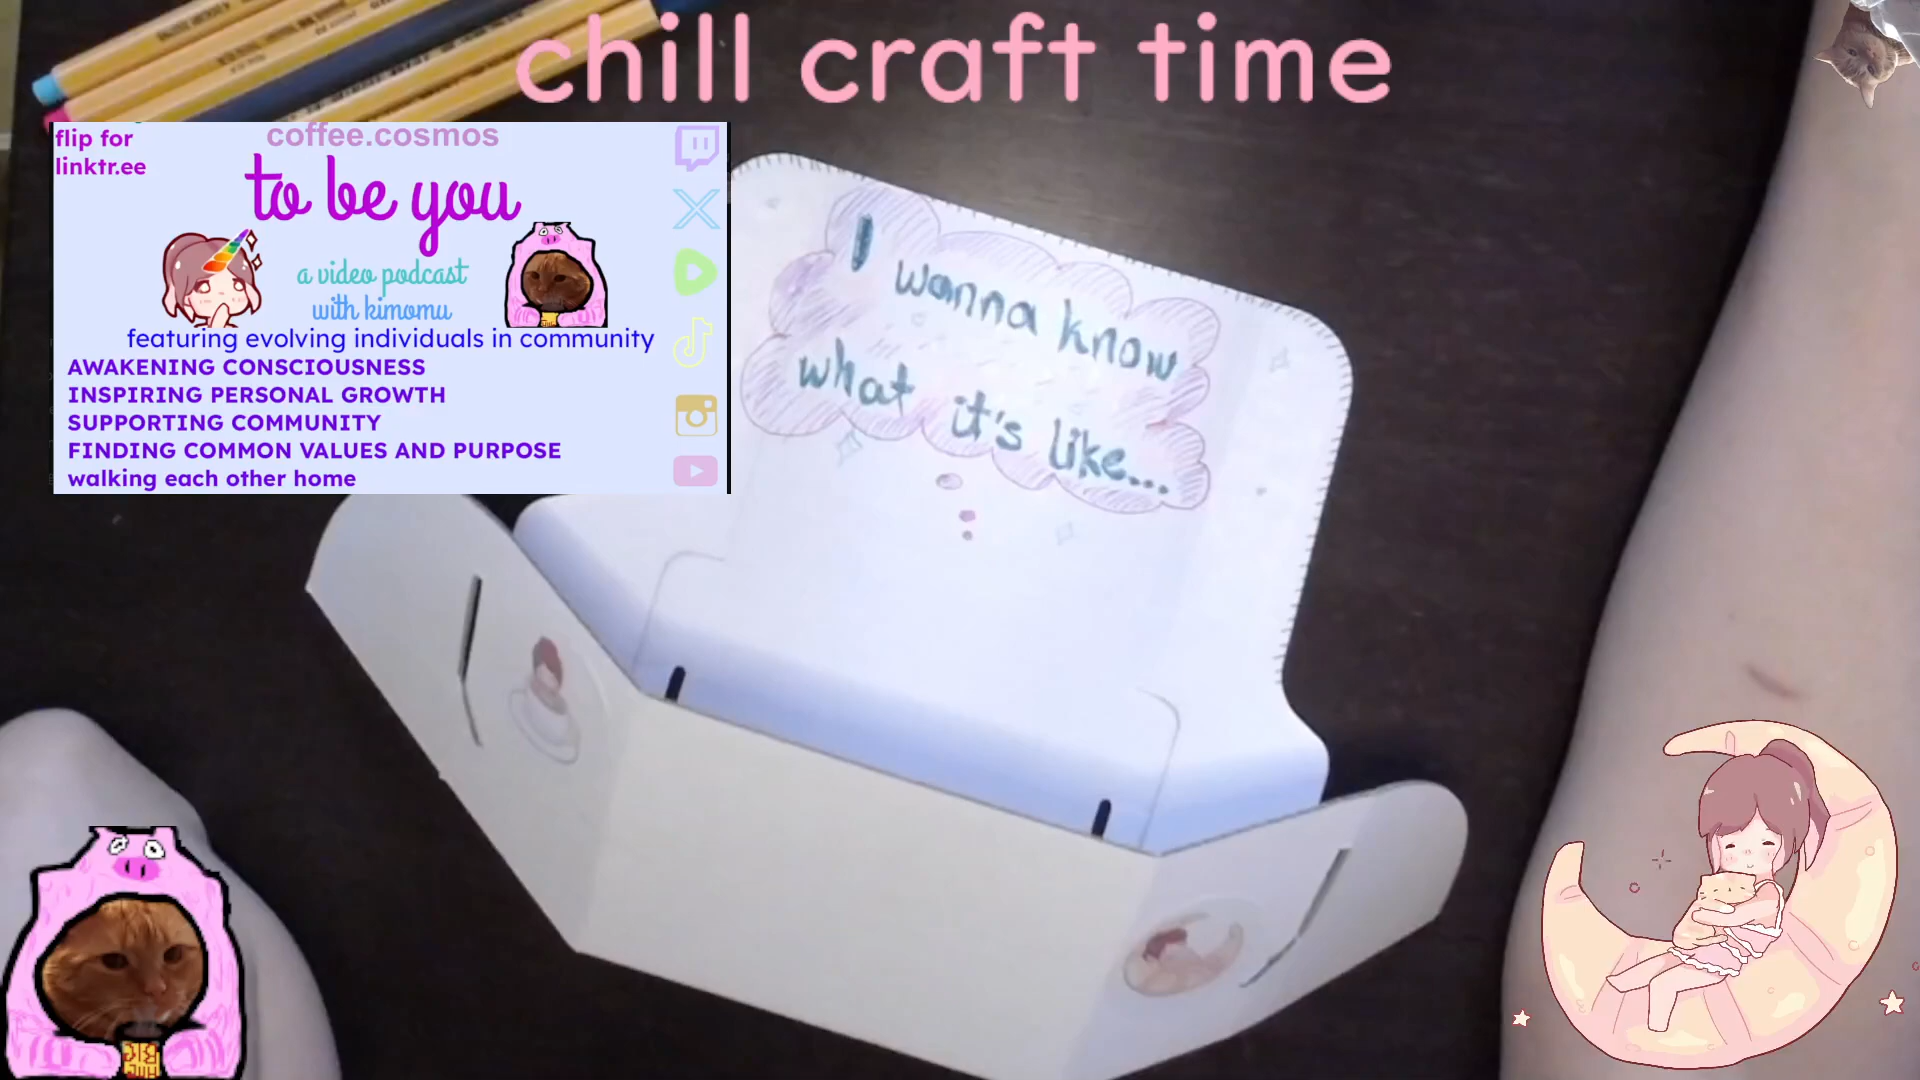 chill craft time
flip for
linktr.ee
coffee.cosmos
to be you
a video podcast
with kimomu
featuring evolving individuals in community
AWAKENING CONSCIOUSNESS
INSPIRING PERSONAL GROWTH
SUPPORTING COMMUNITY
FINDING COMMON VALUES AND PURPOSE
walking each other home
I wanna know
what it's like...